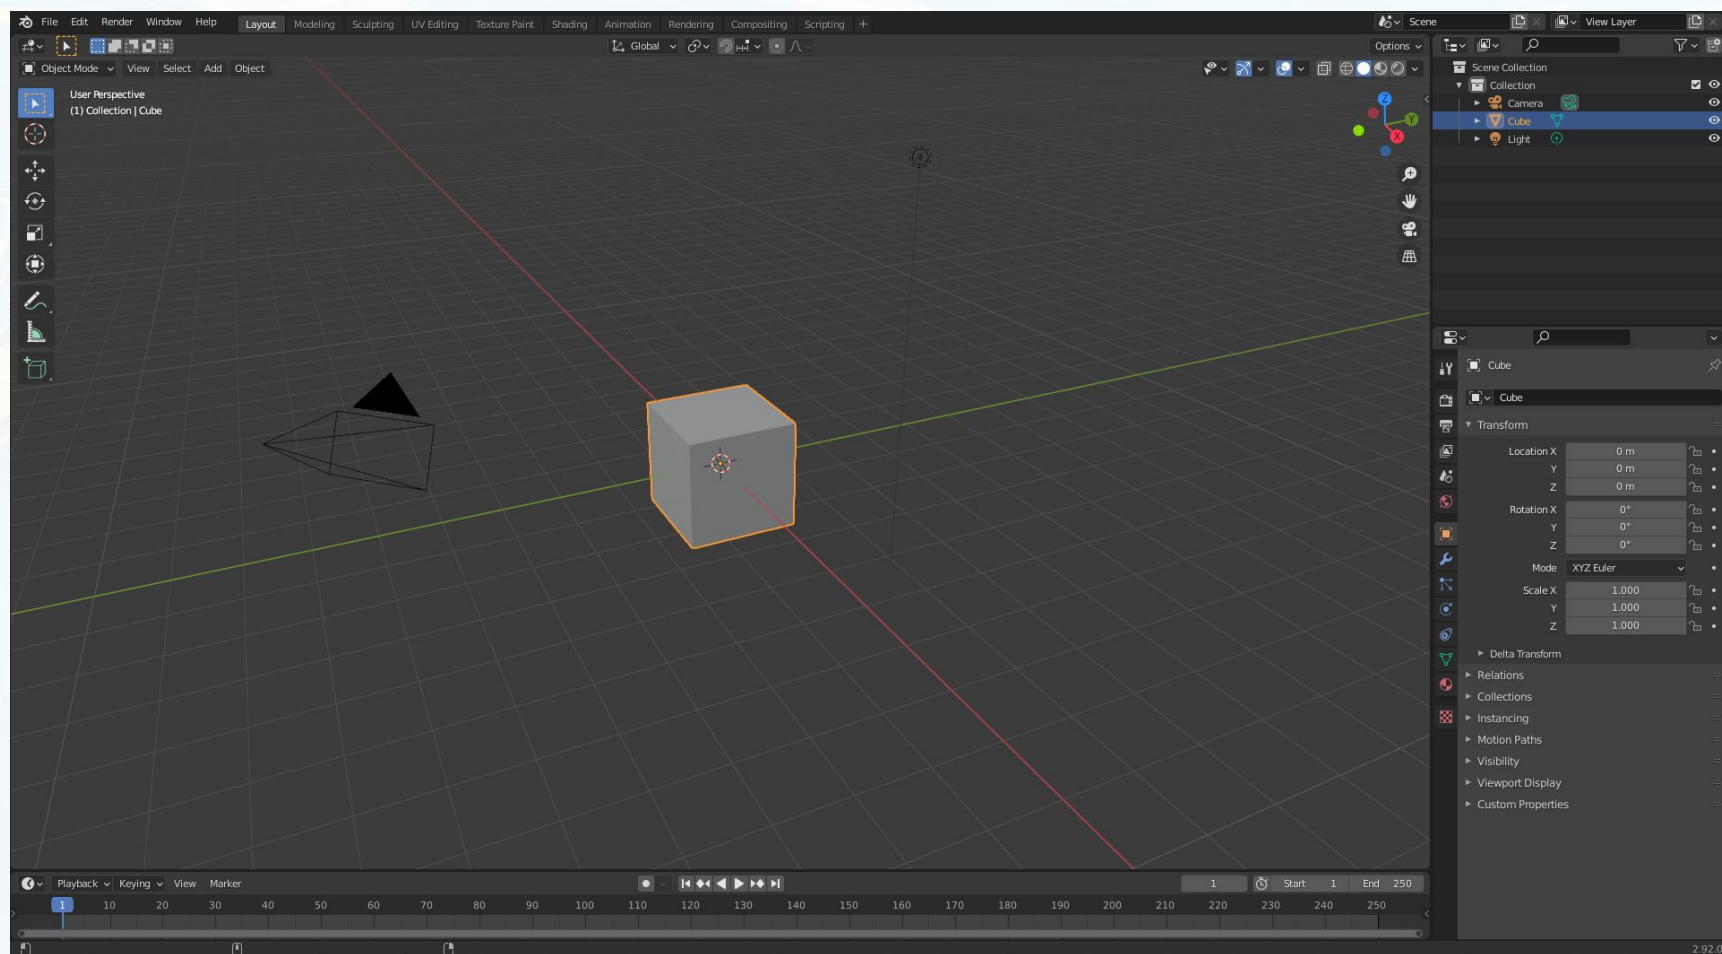 File Edit Render Window Help Layout Modeling Sculpting UV Editing Texture Paint Shading Animation Rendering Compositing Scripting + Scene View Layer
Global Options
Object Mode View Select Add Object
User Perspective
(1) Collection | Cube
Z
Y
X
Scene Collection
Collection
Camera
Cube
Light
Cube
Cube
Transform
Location X 0 m
Y 0 m
Z 0 m
Rotation X 0°
Y 0°
Z 0°
Mode XYZ Euler
Scale X 1.000
Y 1.000
Z 1.000
Delta Transform
Relations
Collections
Instancing
Motion Paths
Visibility
Viewport Display
Custom Properties
Playback Keying View Marker 1 Start 1 End 250
1 10 20 30 40 50 60 70 80 90 100 110 120 130 140 150 160 170 180 190 200 210 220 230 240 250
2.92.0